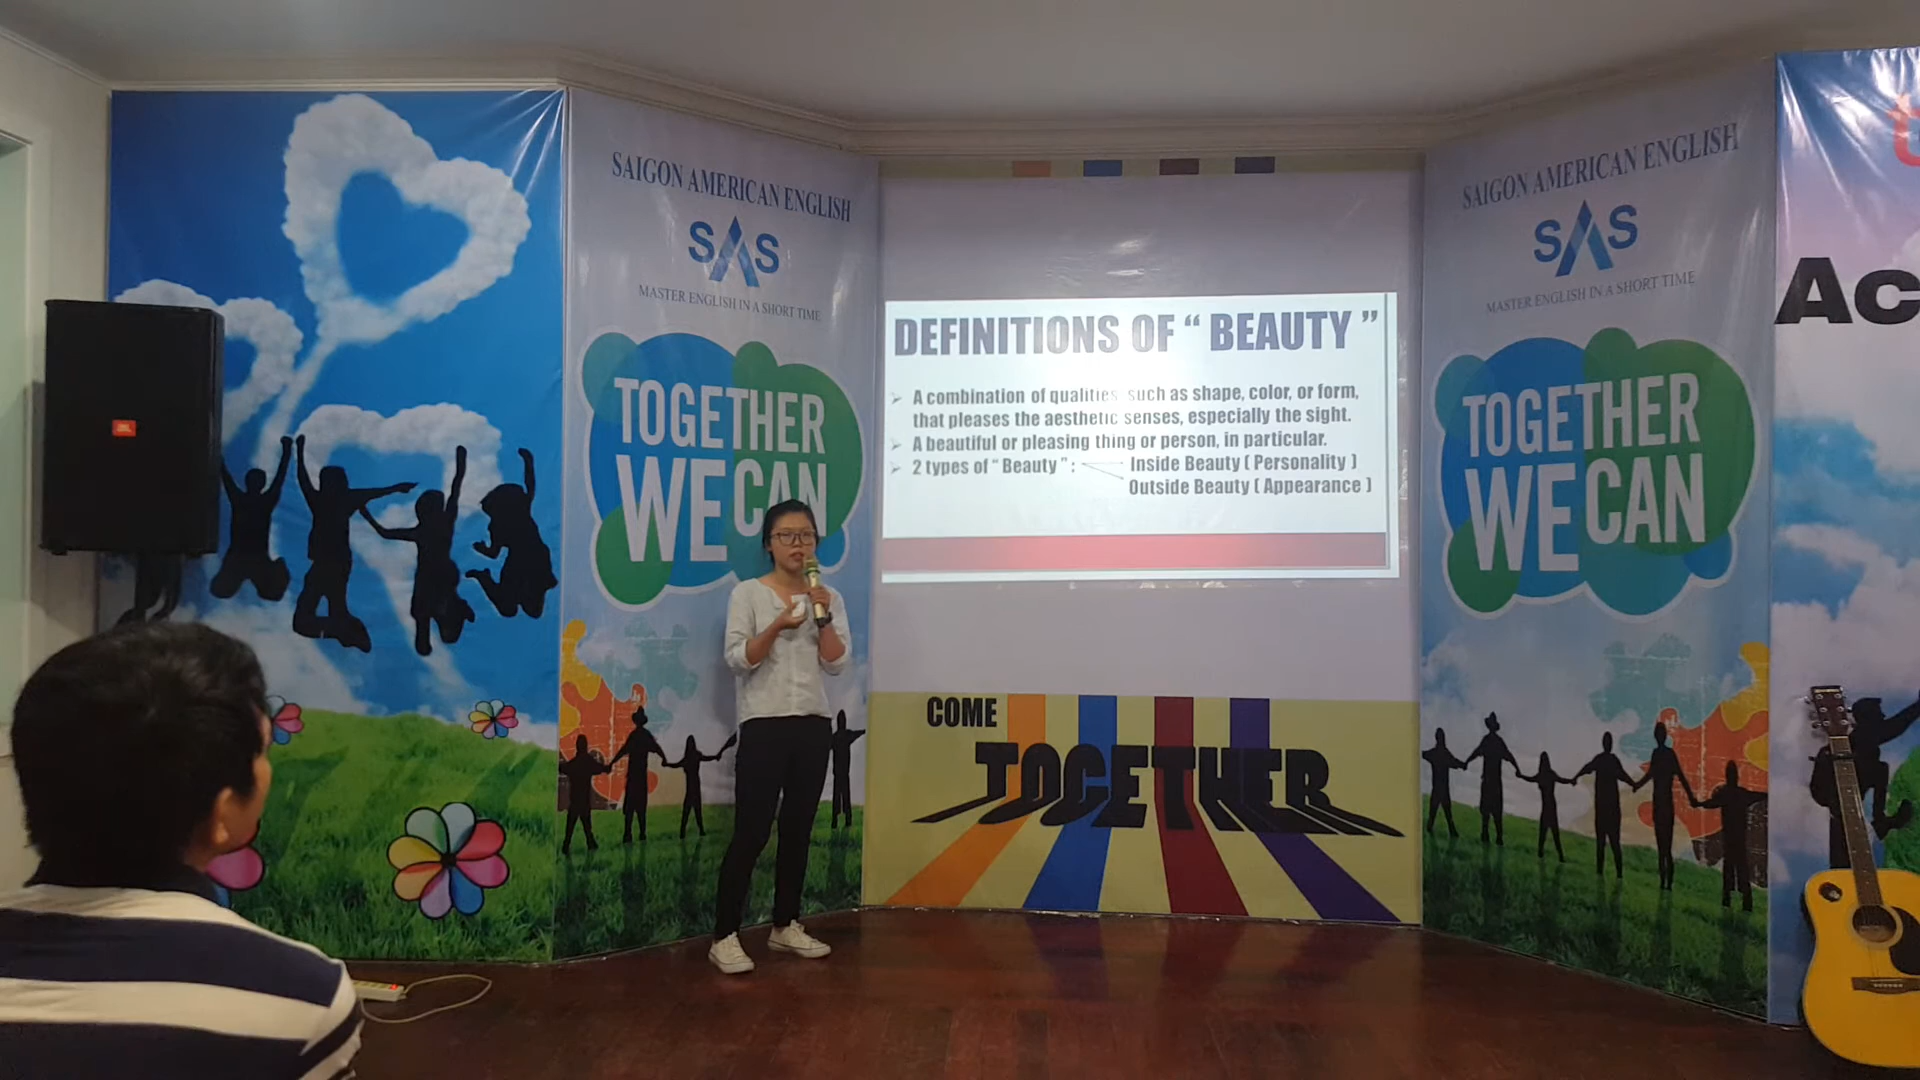 SAIGON AMERICAN ENGLISH
SAS
MASTER ENGLISH IN A SHORT TIME
TOGETHER
WE CAN
JBL
DEFINITIONS OF “ BEAUTY ”
A combination of qualities, such as shape, color, or form,
that pleases the aesthetic senses, especially the sight.
A beautiful or pleasing thing or person, in particular.
2 types of “ Beauty ” : Inside Beauty ( Personality )
Outside Beauty ( Appearance )
COME
TOGETHER
SAIGON AMERICAN ENGLISH
SAS
MASTER ENGLISH IN A SHORT TIME
TOGETHER
WE CAN
Ac